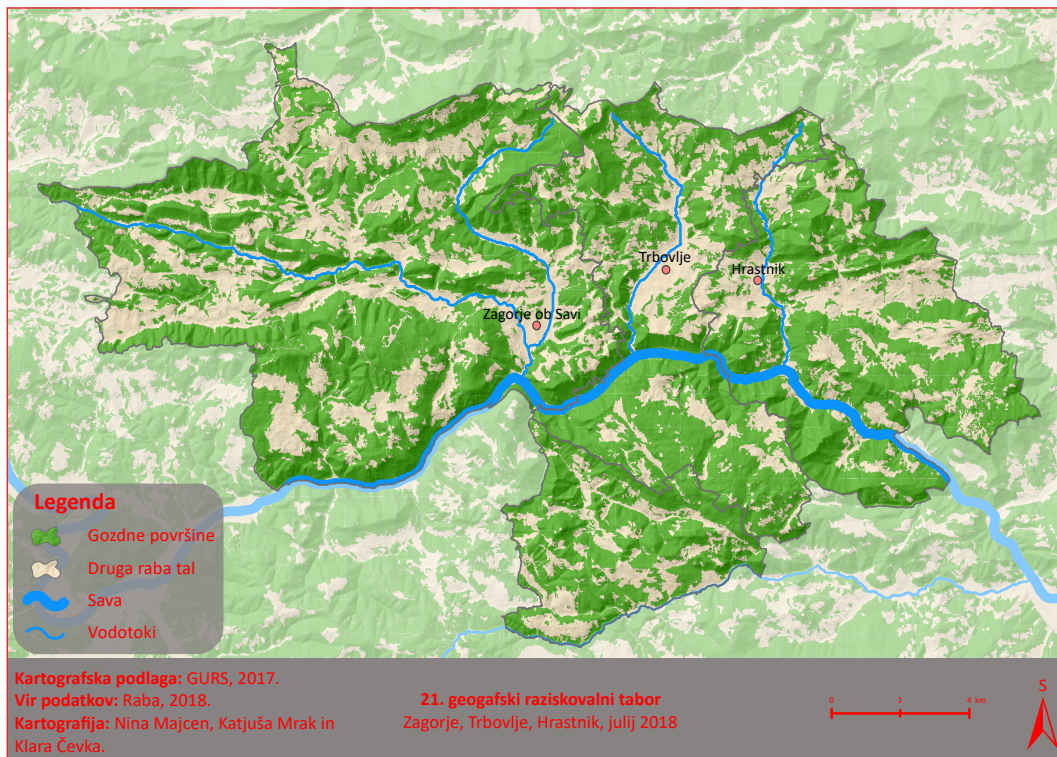 Trbovlje
Hrastnik
Zagorje ob Savi
Legenda
Gozdne površine
Druga raba tal
Sava
Vodotoki
Kartografska podlaga: GURS, 2017.
Vir podatkov: Raba, 2018.
Kartografija: Nina Majcen, Katjuša Mrak in
Klara Čevka.
21. geogafski raziskovalni tabor
Zagorje, Trbovlje, Hrastnik, julij 2018
0 2 4 km
S